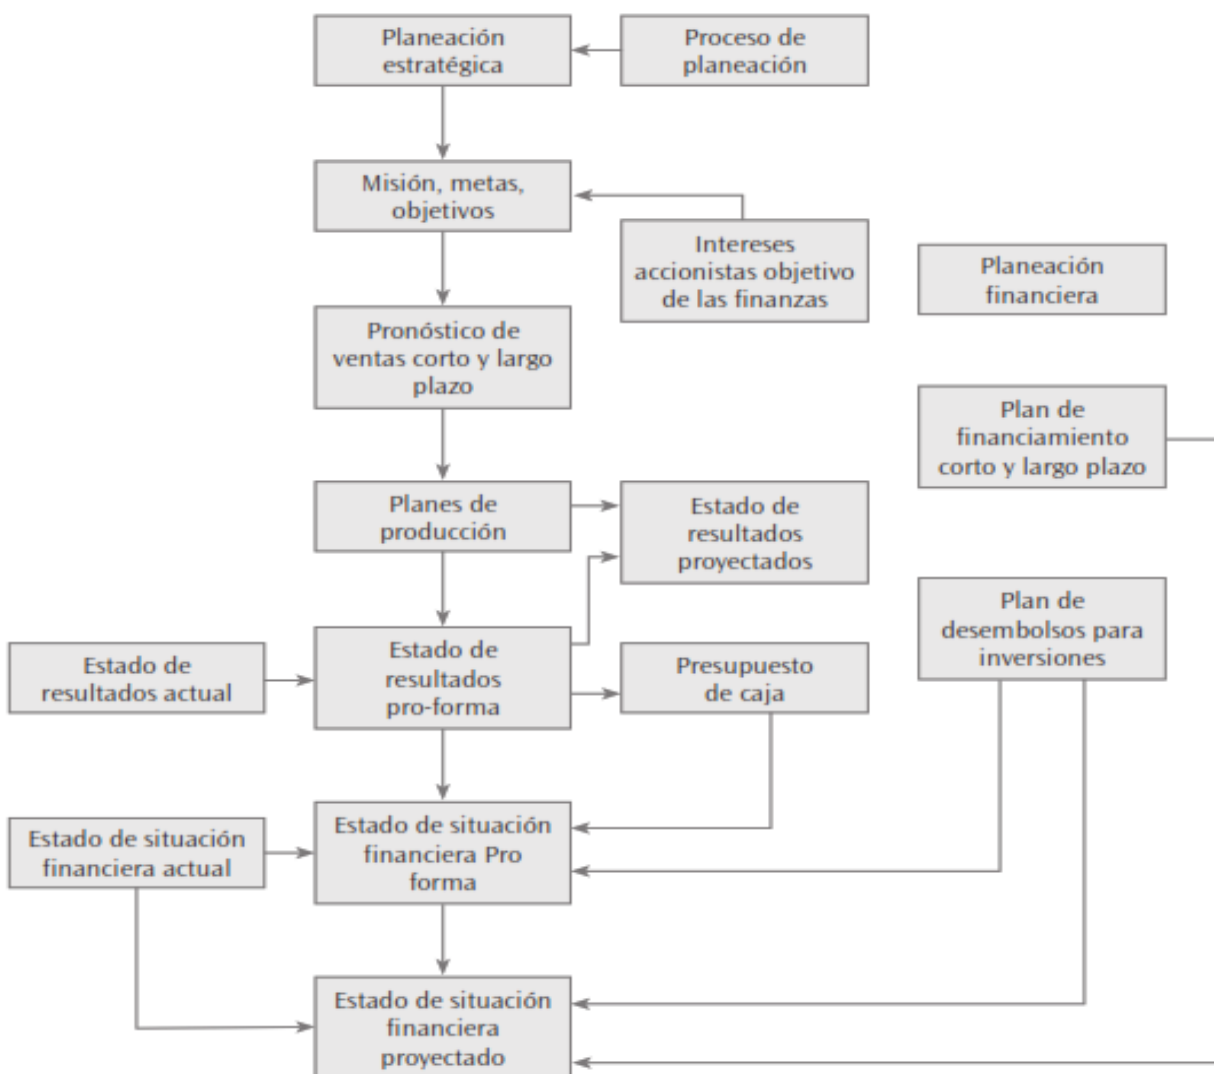 Planeación
estratégica
Proceso de
planeación
Misión, metas,
objetivos
Intereses
accionistas objetivo
de las finanzas
Planeación
financiera
Pronóstico de
ventas corto y largo
plazo
Plan de
financiamiento
corto y largo plazo
Planes de
producción
Estado de
resultados
proyectados
Plan de
desembolsos para
inversiones
Estado de
resultados actual
Estado de
resultados
pro-forma
Presupuesto
de caja
Estado de situación
financiera actual
Estado de situación
financiera Pro
forma
Estado de situación
financiera
proyectado